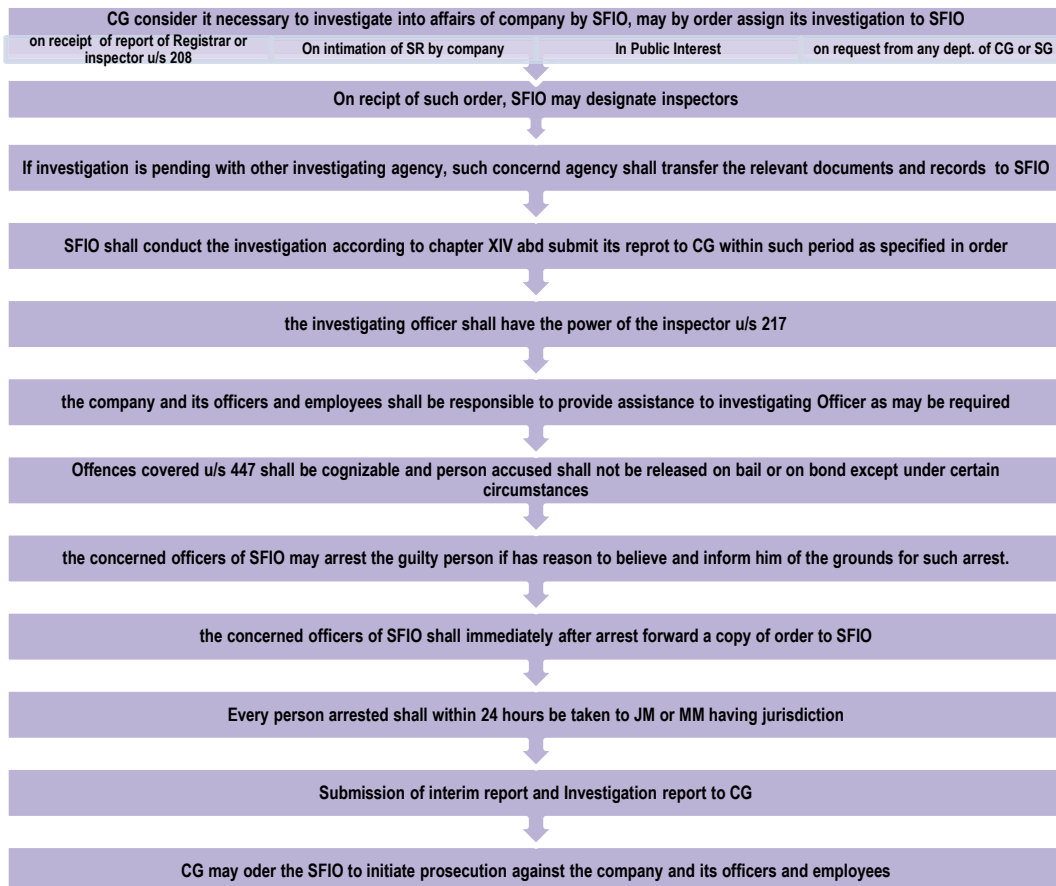 CG consider it necessary to investigate into affairs of company by SFIO, may by order assign its investigation to SFIO
on receipt of report of Registrar or
inspector u/s 208
On intimation of SR by company
In Public Interest
on request from any dept. of CG or SG
On recipt of such order, SFIO may designate inspectors
If investigation is pending with other investigating agency, such concernd agency shall transfer the relevant documents and records to SFIO
SFIO shall conduct the investigation according to chapter XIV abd submit its reprot to CG within such period as specified in order
the investigating officer shall have the power of the inspector u/s 217
the company and its officers and employees shall be responsible to provide assistance to investigating Officer as may be required
Offences covered u/s 447 shall be cognizable and person accused shall not be released on bail or on bond except under certain
circumstances
the concerned officers of SFIO may arrest the guilty person if has reason to believe and inform him of the grounds for such arrest.
the concerned officers of SFIO shall immediately after arrest forward a copy of order to SFIO
Every person arrested shall within 24 hours be taken to JM or MM having jurisdiction
Submission of interim report and Investigation report to CG
CG may oder the SFIO to initiate prosecution against the company and its officers and employees